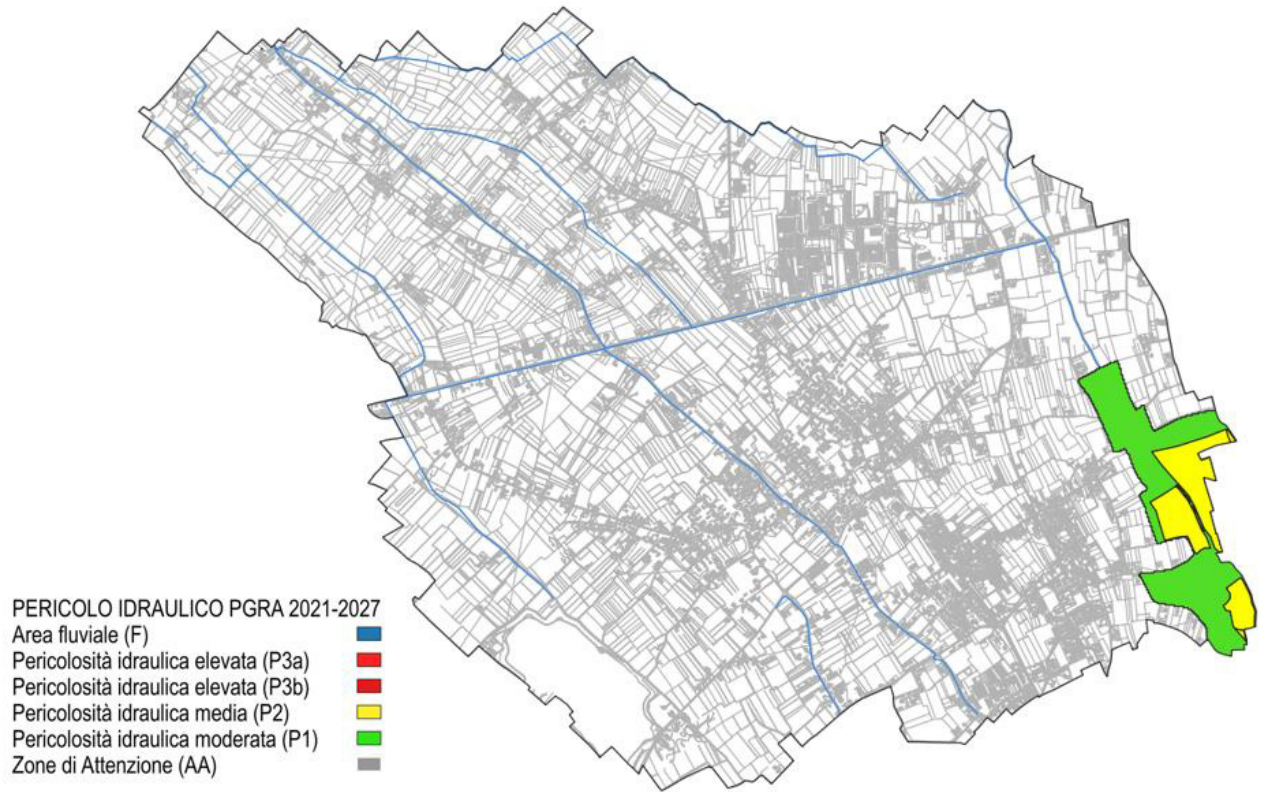 PERICOLO IDRAULICO PGRA 2021-2027
Area fluviale (F)
Pericolosità idraulica elevata (P3a)
Pericolosità idraulica elevata (P3b)
Pericolosità idraulica media (P2)
Pericolosità idraulica moderata (P1)
Zone di Attenzione (AA)